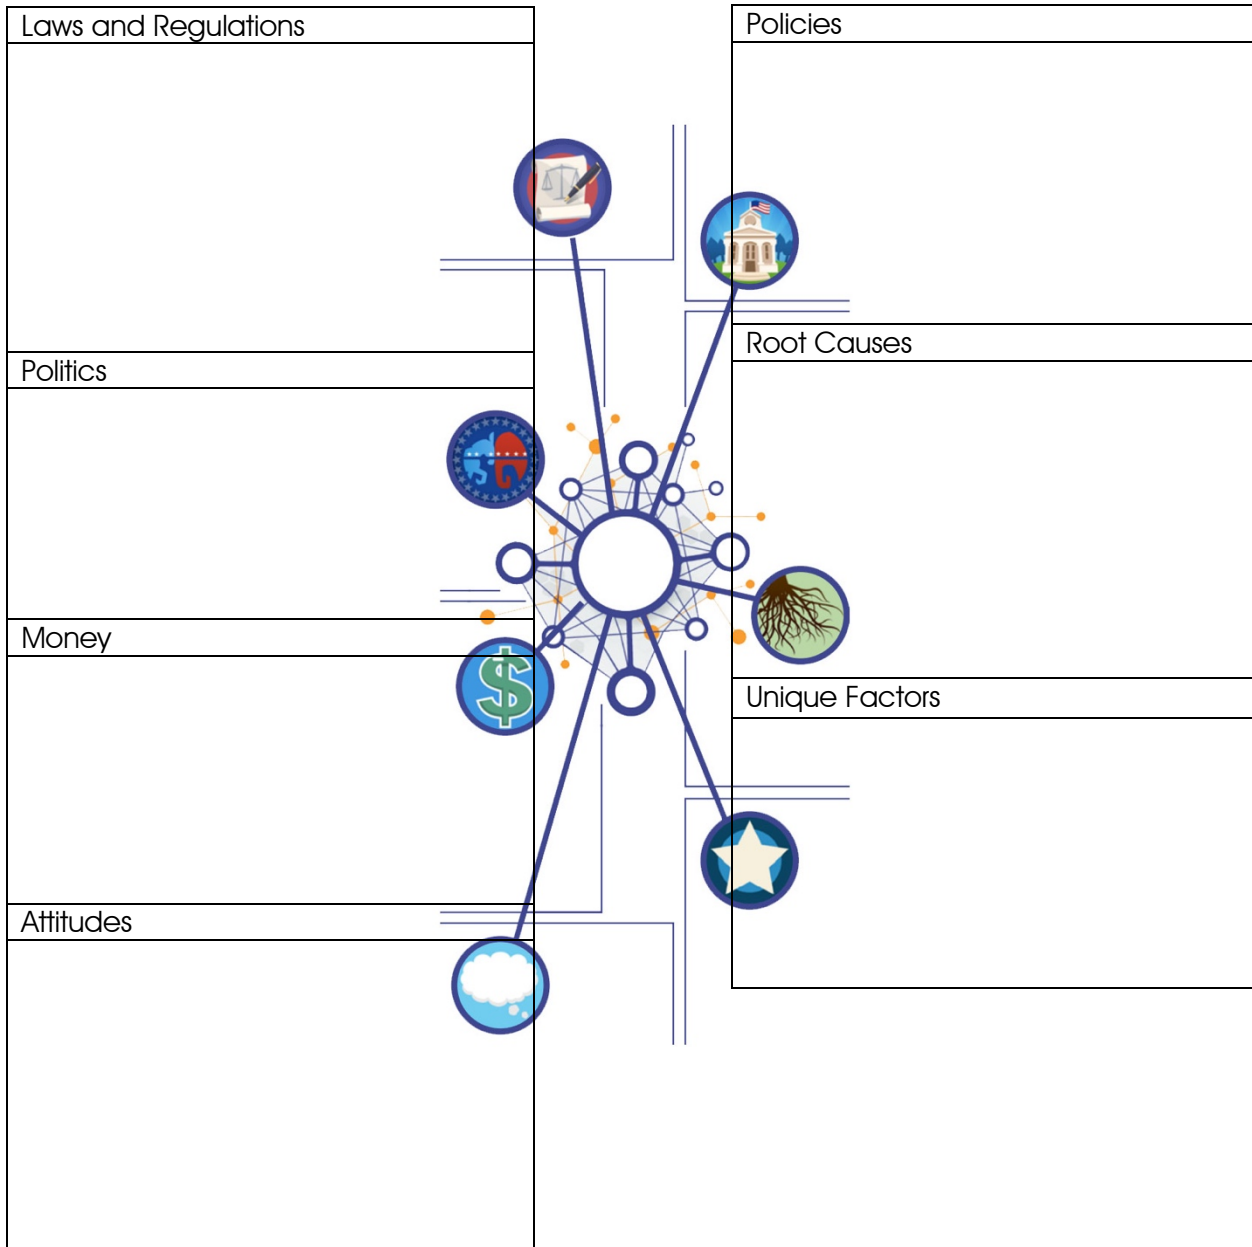 Laws and Regulations
Politics
Money
$
Attitudes
Policies
Root Causes
Unique Factors